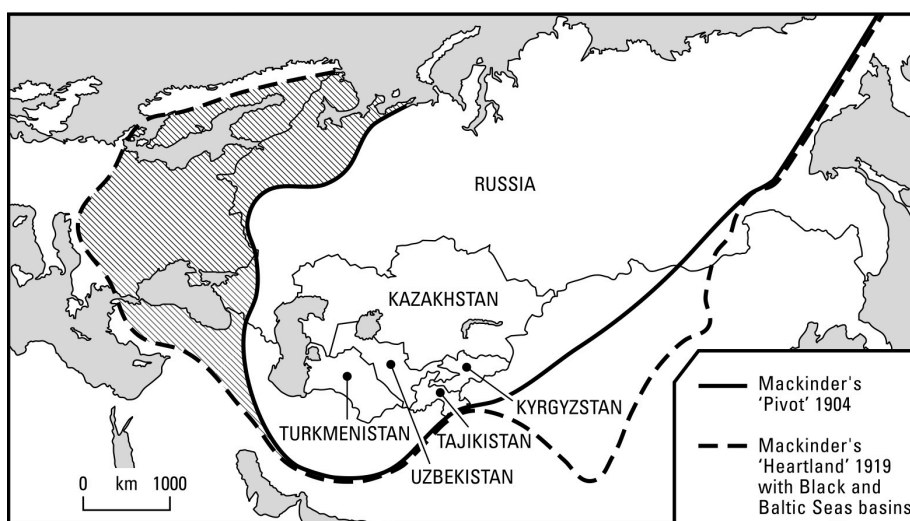 RUSSIA
KAZAKHSTAN
KYRGYZSTAN
TURKMENISTAN
TAJIKISTAN
UZBEKISTAN
0 km 1000
Mackinder's
‘Pivot’ 1904
Mackinder's
‘Heartland’ 1919
with Black and
Baltic Seas basins